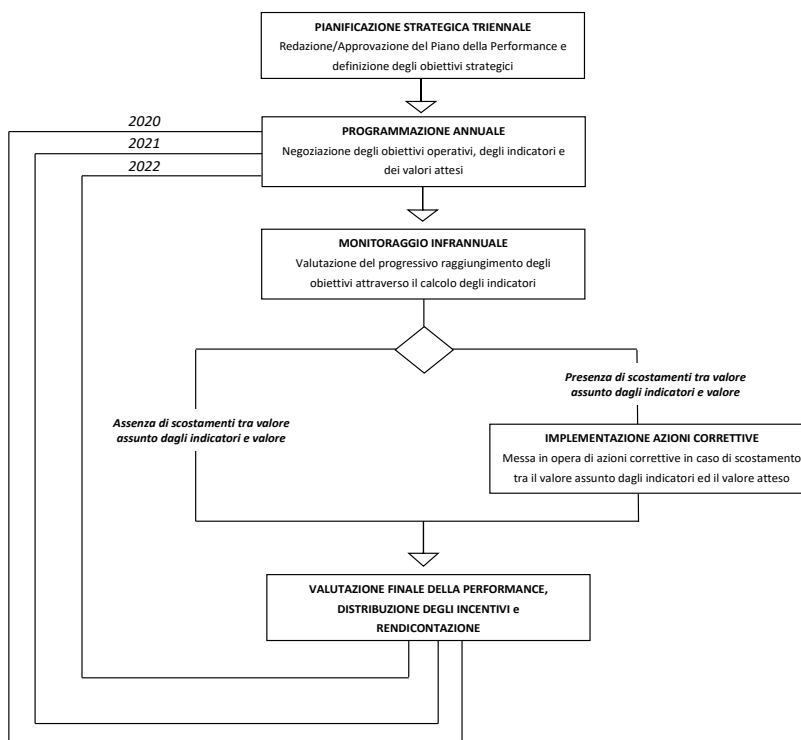 PIANIFICAZIONE STRATEGICA TRIENNALE
Redazione/Approvazione del Piano della Performance e
definizione degli obiettivi strategici
2020
2021
2022
PROGRAMMAZIONE ANNUALE
Negoziazione degli obiettivi operativi, degli indicatori e
dei valori attesi
MONITORAGGIO INFRANNUALE
Valutazione del progressivo raggiungimento degli
obiettivi attraverso il calcolo degli indicatori
Assenza di scostamenti tra valore
assunto dagli indicatori e valore
Presenza di scostamenti tra valore
assunto dagli indicatori e valore
IMPLEMENTAZIONE AZIONI CORRETTIVE
Messa in opera di azioni correttive in caso di scostamento
tra il valore assunto dagli indicatori ed il valore atteso
VALUTAZIONE FINALE DELLA PERFORMANCE,
DISTRIBUZIONE DEGLI INCENTIVI e
RENDICONTAZIONE